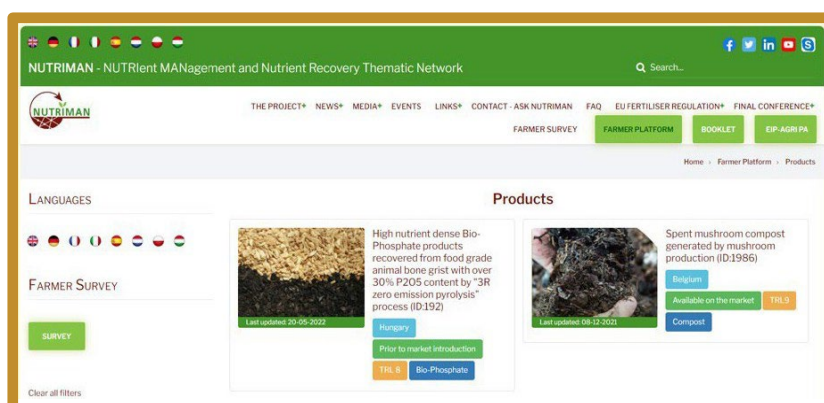 NUTRIMAN - NUTRIent MANagement and Nutrient Recovery Thematic Network
Search...
NUTRIMAN
THE PROJECT+ NEWS+ MEDIA+ EVENTS LINKS+ CONTACT - ASK NUTRIMAN FAQ EU FERTILISER REGULATION+ FINAL CONFERENCE+
FARMER SURVEY FARMER PLATFORM BOOKLET EIP-AGRI PA
Home › Farmer Platform › Products
LANGUAGES
FARMER SURVEY
SURVEY
Clear all filters
Products
High nutrient dense Bio-
Phosphate products
recovered from food grade
animal bone grist with over
30% P2O5 content by "3R
zero emission pyrolysis"
process (ID:192)
Last updated: 20-05-2022
Hungary
Prior to market introduction
TRL 8 Bio-Phosphate
Spent mushroom compost
generated by mushroom
production (ID:1986)
Last updated: 08-12-2021
Belgium
Available on the market TRL9
Compost